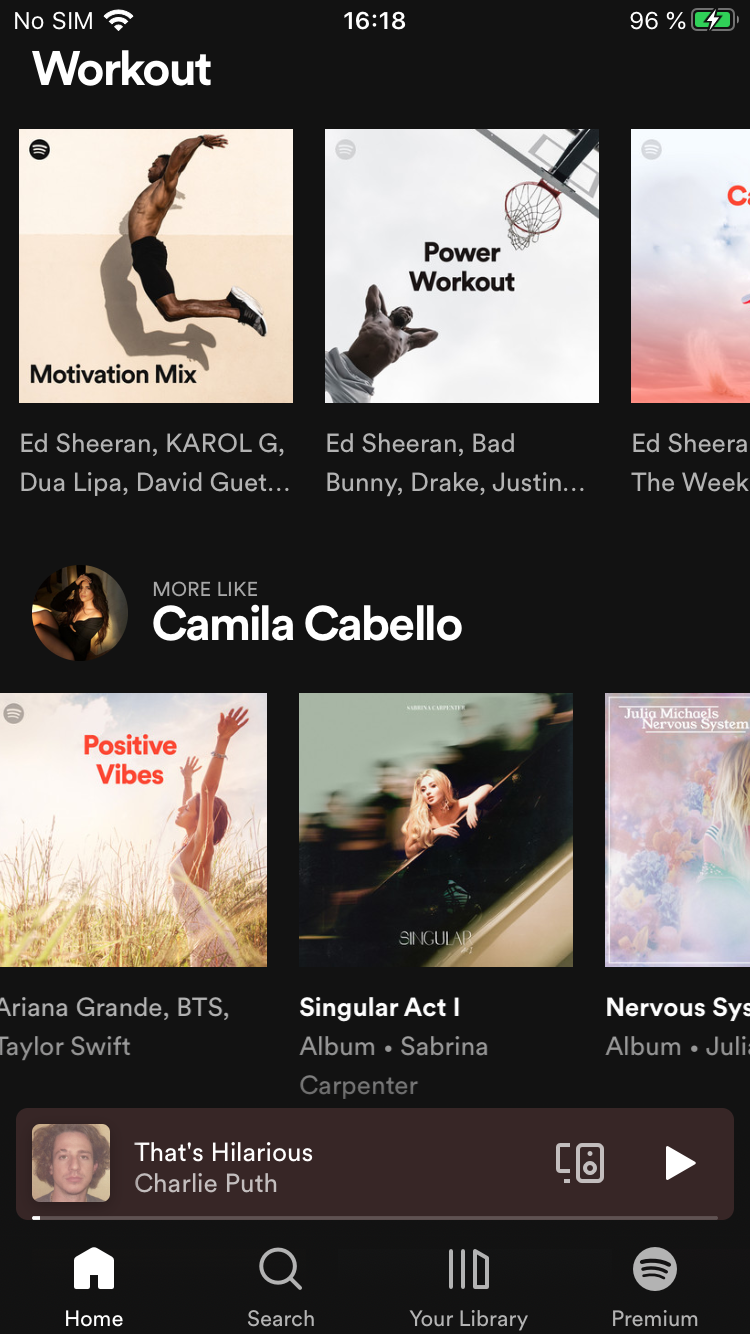 No SIM 16:18 96 %
Workout
Motivation Mix
Power
Workout
Ca
Ed Sheeran, KAROL G,
Dua Lipa, David Guet...
Ed Sheeran, Bad
Bunny, Drake, Justin...
Ed Sheera
The Week
MORE LIKE
Camila Cabello
Positive
Vibes
SABRINA CARPENTER
SINGULAR
Julia Michaels
Nervous System
Ariana Grande, BTS,
Taylor Swift
Singular Act I
Album • Sabrina
Carpenter
Nervous Sys
Album • Julia
That's Hilarious
Charlie Puth
Home
Search
Your Library
Premium